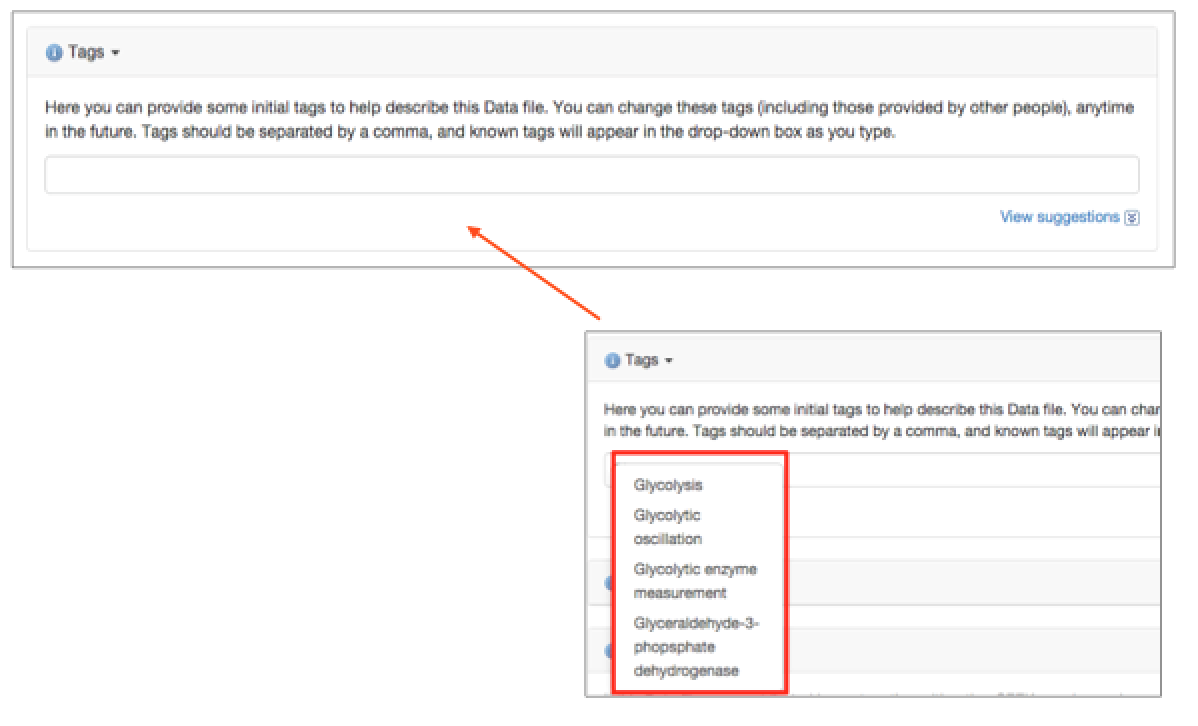 Tags
Here you can provide some initial tags to help describe this Data file. You can change these tags (including those provided by other people), anytime
in the future. Tags should be separated by a comma, and known tags will appear in the drop-down box as you type.
View suggestions
Tags
Here you can provide some initial tags to help describe this Data file. You can char
in the future. Tags should be separated by a comma, and known tags will appear i
Glycolysis
Glycolytic
oscillation
Glycolytic enzyme
measurement
Glyceraldehyde-3-
phopsphate
dehydrogenase